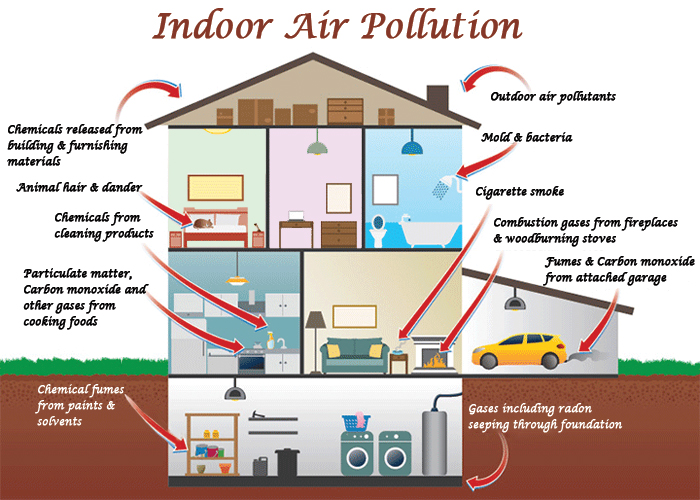 Indoor Air Pollution
Chemicals released from
building & furnishing
materials
Animal hair & dander
Chemicals from
cleaning products
Particulate matter,
Carbon monoxide and
other gases from
cooking foods
Chemical fumes
from paints &
solvents
Outdoor air pollutants
Mold & bacteria
Cigarette smoke
Combustion gases from fireplaces
& woodburning stoves
Fumes & Carbon monoxide
from attached garage
Gases including radon
seeping through foundation